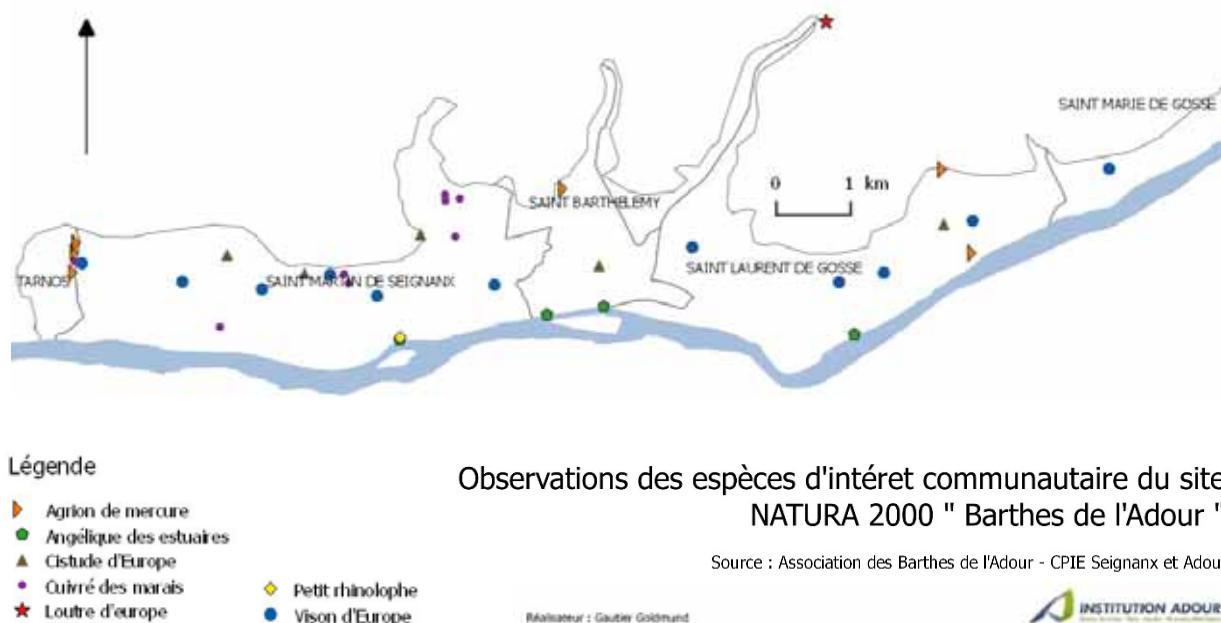 SAINT MARIE DE GOSSE
0 1 km
SAINT BARTHELEMY
SAINT LAURENT DE GOSSE
TARNOS
SAINT MARTIN DE SEIGNANX
Légende
Agrion de mercure
Angélique des estuaires
Cistude d'Europe
Cuivré des marais
Loutre d'europe
Petit rhinolophe
Vison d'Europe
Observations des espèces d'intéret communautaire du site
NATURA 2000 " Barthes de l'Adour "
Source : Association des Barthes de l'Adour - CPIE Seignanx et Adou
Réalisateur : Gautier Goldmund
INSTITUTION ADOUR